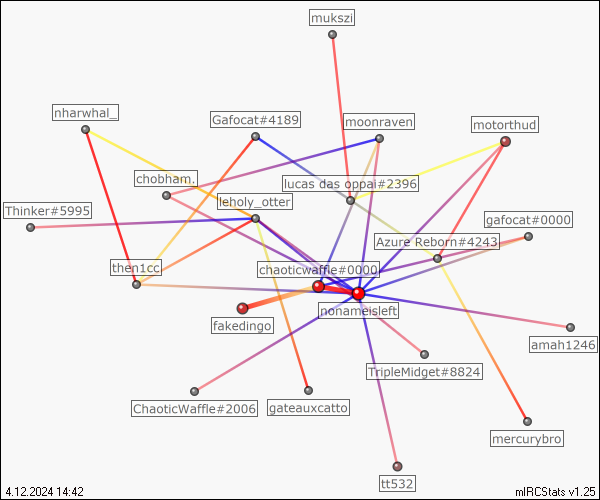 mukszi
nharwhal_
Gafocat#4189
moonraven
motorthud
chobham.
lucas das oppai#2396
leholy_otter
Thinker#5995
gafocat#0000
Azure Reborn#4243
then1cc
chaoticwaffle#0000
nonameisleft
fakedingo
amah1246
TripleMidget#8824
ChaoticWaffle#2006
gateauxcatto
mercurybro
tt532
4.12.2024 14:42
mIRCStats v1.25